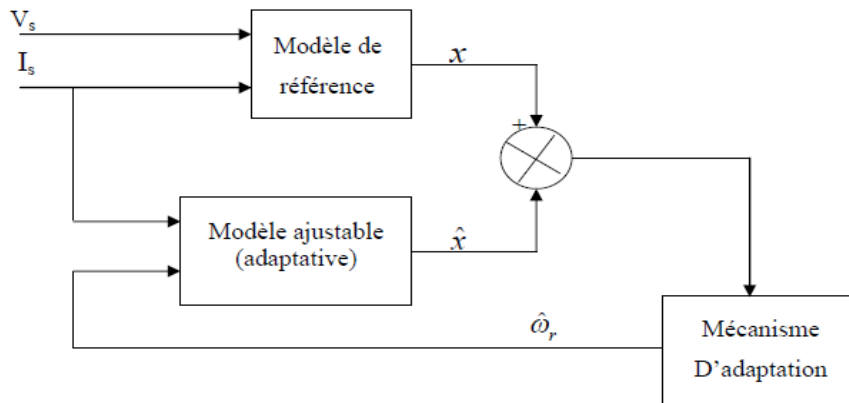 Vs
Is
Modèle de
référence
x
+
Modèle ajustable
(adaptative)
x̂
ω̂r
Mécanisme
D'adaptation